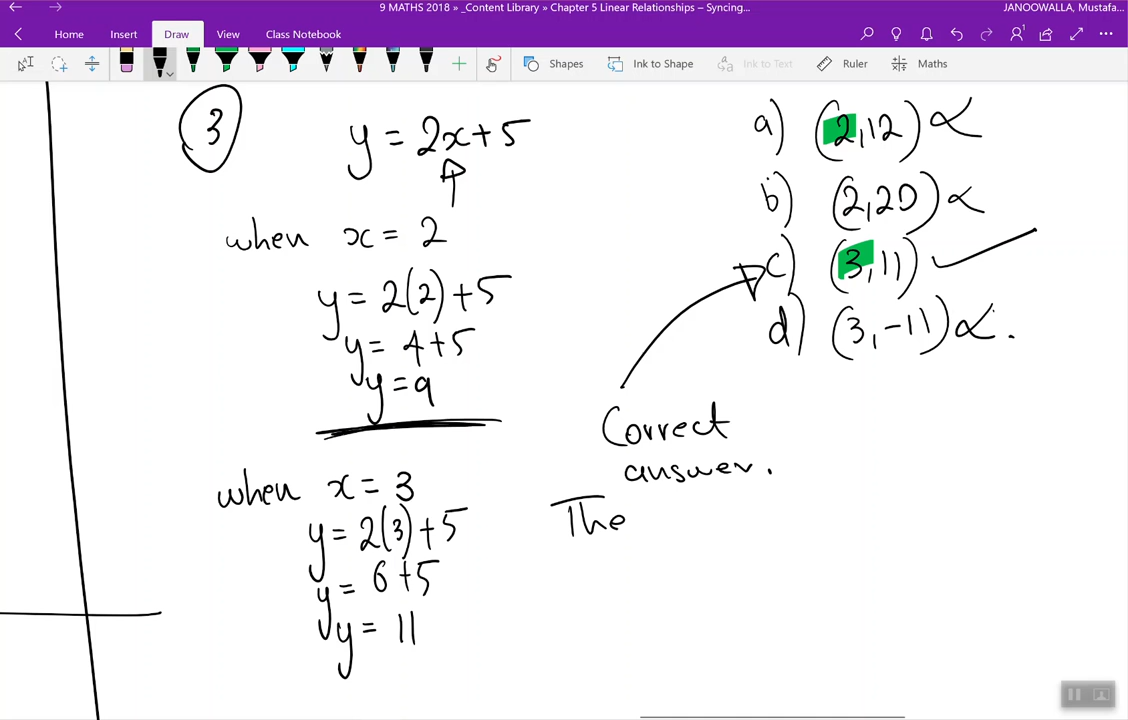 9 MATHS 2018 » _Content Library » Chapter 5 Linear Relationships – Syncing...
JANOOWALLA, Mustafa...
Home Insert Draw View Class Notebook
Shapes Ink to Shape Ink to Text Ruler Maths
3
y = 2x+5
when x = 2
y = 2(2)+5
y = 4+5
y = 9
when x = 3
y = 2(3)+5
y = 6+5
y = 11
a) (2,12)
b) (2,20)
c) (3,11)
d) (3,-11)
Correct
answer.
The